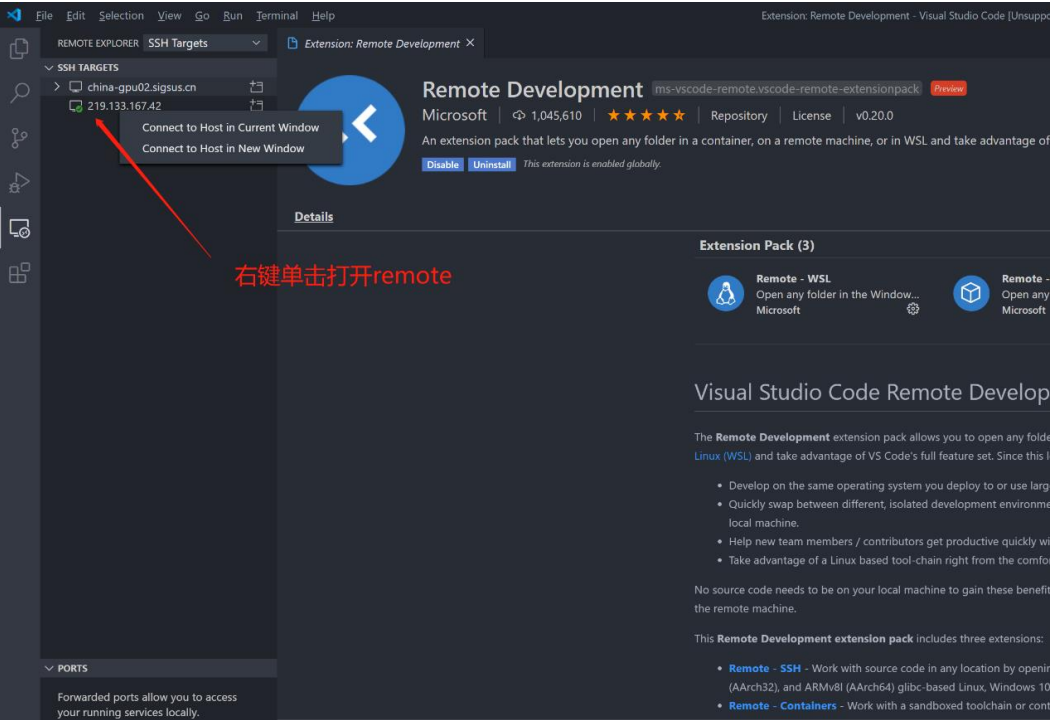 File Edit Selection View Go Run Terminal Help
Extension: Remote Development - Visual Studio Code [Unsuppo
REMOTE EXPLORER SSH Targets
Extension: Remote Development
SSH TARGETS
china-gpu02.sigsus.cn
219.133.167.42
Connect to Host in Current Window
Connect to Host in New Window
Remote Development ms-vscode-remote.vscode-remote-extensionpack Preview
Microsoft 1,045,610 Repository License v0.20.0
An extension pack that lets you open any folder in a container, on a remote machine, or in WSL and take advantage of
Disable Uninstall This extension is enabled globally.
Details
右键单击打开remote
Extension Pack (3)
Remote - WSL
Open any folder in the Window...
Microsoft
Remote -
Open any
Microsoft
Visual Studio Code Remote Develop
The Remote Development extension pack allows you to open any folde
Linux (WSL) and take advantage of VS Code's full feature set. Since this l
• Develop on the same operating system you deploy to or use larg
• Quickly swap between different, isolated development environme
local machine.
• Help new team members / contributors get productive quickly wi
• Take advantage of a Linux based tool-chain right from the comfo
No source code needs to be on your local machine to gain these benefit
the remote machine.
This Remote Development extension pack includes three extensions:
• Remote - SSH - Work with source code in any location by openin
(AArch32), and ARMv8l (AArch64) glibc-based Linux, Windows 10
• Remote - Containers - Work with a sandboxed toolchain or cont
PORTS
Forwarded ports allow you to access
your running services locally.